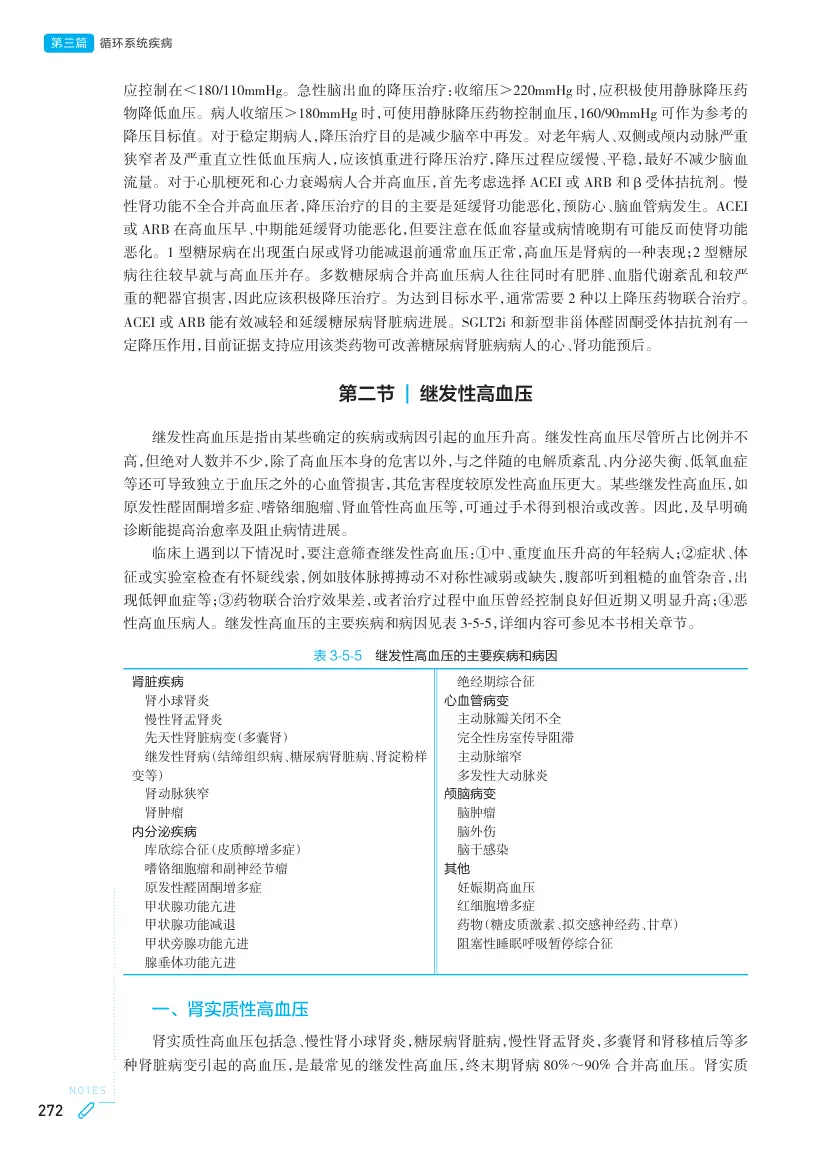 第三篇 循环系统疾病
应控制在＜180/110mmHg。急性脑出血的降压治疗：收缩压＞220mmHg 时，应积极使用静脉降压药
物降低血压。病人收缩压＞180mmHg 时，可使用静脉降压药物控制血压，160/90mmHg 可作为参考的
降压目标值。对于稳定期病人，降压治疗目的是减少脑卒中再发。对老年病人、双侧或颅内动脉严重
狭窄者及严重直立性低血压病人，应该慎重进行降压治疗，降压过程应缓慢、平稳，最好不减少脑血
流量。对于心肌梗死和心力衰竭病人合并高血压，首先考虑选择 ACEI 或 ARB 和 β 受体拮抗剂。慢
性肾功能不全合并高血压者，降压治疗的目的主要是延缓肾功能恶化，预防心、脑血管病发生。ACEI
或 ARB 在高血压早、中期能延缓肾功能恶化，但要注意在低血容量或病情晚期有可能反而使肾功能
恶化。1 型糖尿病在出现蛋白尿或肾功能减退前通常血压正常，高血压是肾病的一种表现；2 型糖尿
病往往较早就与高血压并存。多数糖尿病合并高血压病人往往同时有肥胖、血脂代谢紊乱和较严
重的靶器官损害，因此应该积极降压治疗。为达到目标水平，通常需要 2 种以上降压药物联合治疗。
ACEI 或 ARB 能有效减轻和延缓糖尿病肾脏病进展。SGLT2i 和新型非甾体醛固酮受体拮抗剂有一
定降压作用，目前证据支持应用该类药物可改善糖尿病肾脏病病人的心、肾功能预后。
第二节 | 继发性高血压
继发性高血压是指由某些确定的疾病或病因引起的血压升高。继发性高血压尽管所占比例并不
高，但绝对人数并不少，除了高血压本身的危害以外，与之伴随的电解质紊乱、内分泌失衡、低氧血症
等还可导致独立于血压之外的心血管损害，其危害程度较原发性高血压更大。某些继发性高血压，如
原发性醛固酮增多症、嗜铬细胞瘤、肾血管性高血压等，可通过手术得到根治或改善。因此，及早明确
诊断能提高治愈率及阻止病情进展。
临床上遇到以下情况时，要注意筛查继发性高血压：①中、重度血压升高的年轻病人；②症状、体
征或实验室检查有怀疑线索，例如肢体脉搏搏动不对称性减弱或缺失，腹部听到粗糙的血管杂音，出
现低钾血症等；③药物联合治疗效果差，或者治疗过程中血压曾经控制良好但近期又明显升高；④恶
性高血压病人。继发性高血压的主要疾病和病因见表 3-5-5，详细内容可参见本书相关章节。
表 3-5-5 继发性高血压的主要疾病和病因
肾脏疾病
肾小球肾炎
慢性肾盂肾炎
先天性肾脏病变（多囊肾）
继发性肾病（结缔组织病、糖尿病肾脏病、肾淀粉样
变等）
肾动脉狭窄
肾肿瘤
内分泌疾病
库欣综合征（皮质醇增多症）
嗜铬细胞瘤和副神经节瘤
原发性醛固酮增多症
甲状腺功能亢进
甲状腺功能减退
甲状旁腺功能亢进
腺垂体功能亢进
绝经期综合征
心血管病变
主动脉瓣关闭不全
完全性房室传导阻滞
主动脉缩窄
多发性大动脉炎
颅脑病变
脑肿瘤
脑外伤
脑干感染
其他
妊娠期高血压
红细胞增多症
药物（糖皮质激素、拟交感神经药、甘草）
阻塞性睡眠呼吸暂停综合征
一、肾实质性高血压
肾实质性高血压包括急、慢性肾小球肾炎，糖尿病肾脏病，慢性肾盂肾炎，多囊肾和肾移植后等多
种肾脏病变引起的高血压，是最常见的继发性高血压，终末期肾病 80%～90% 合并高血压。肾实质
NOTES
272